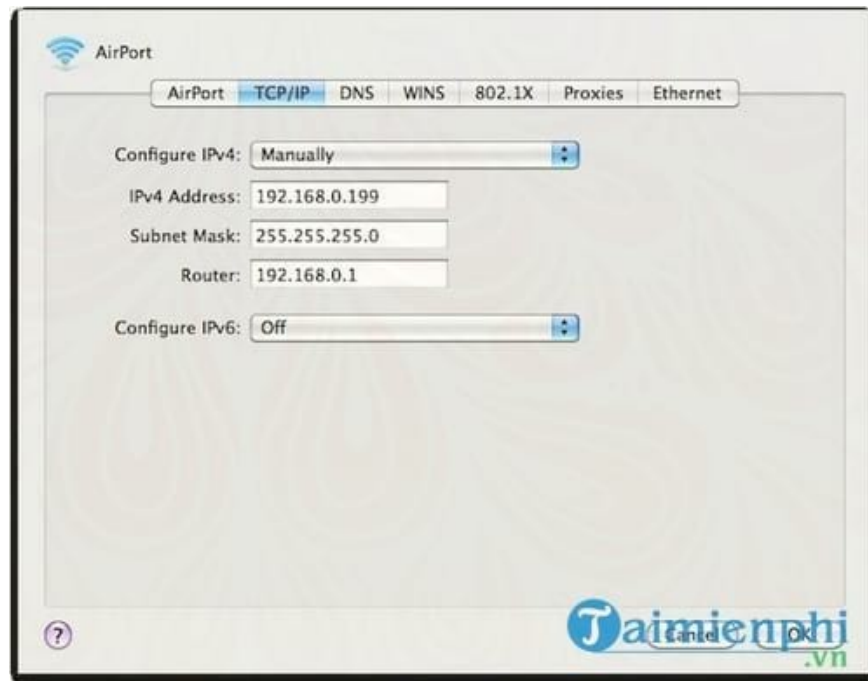 AirPort
AirPort TCP/IP DNS WINS 802.1X Proxies Ethernet
Configure IPv4: Manually
IPv4 Address: 192.168.0.199
Subnet Mask: 255.255.255.0
Router: 192.168.0.1
Configure IPv6: Off
?
Taimienphi
Cancel OK
.vn